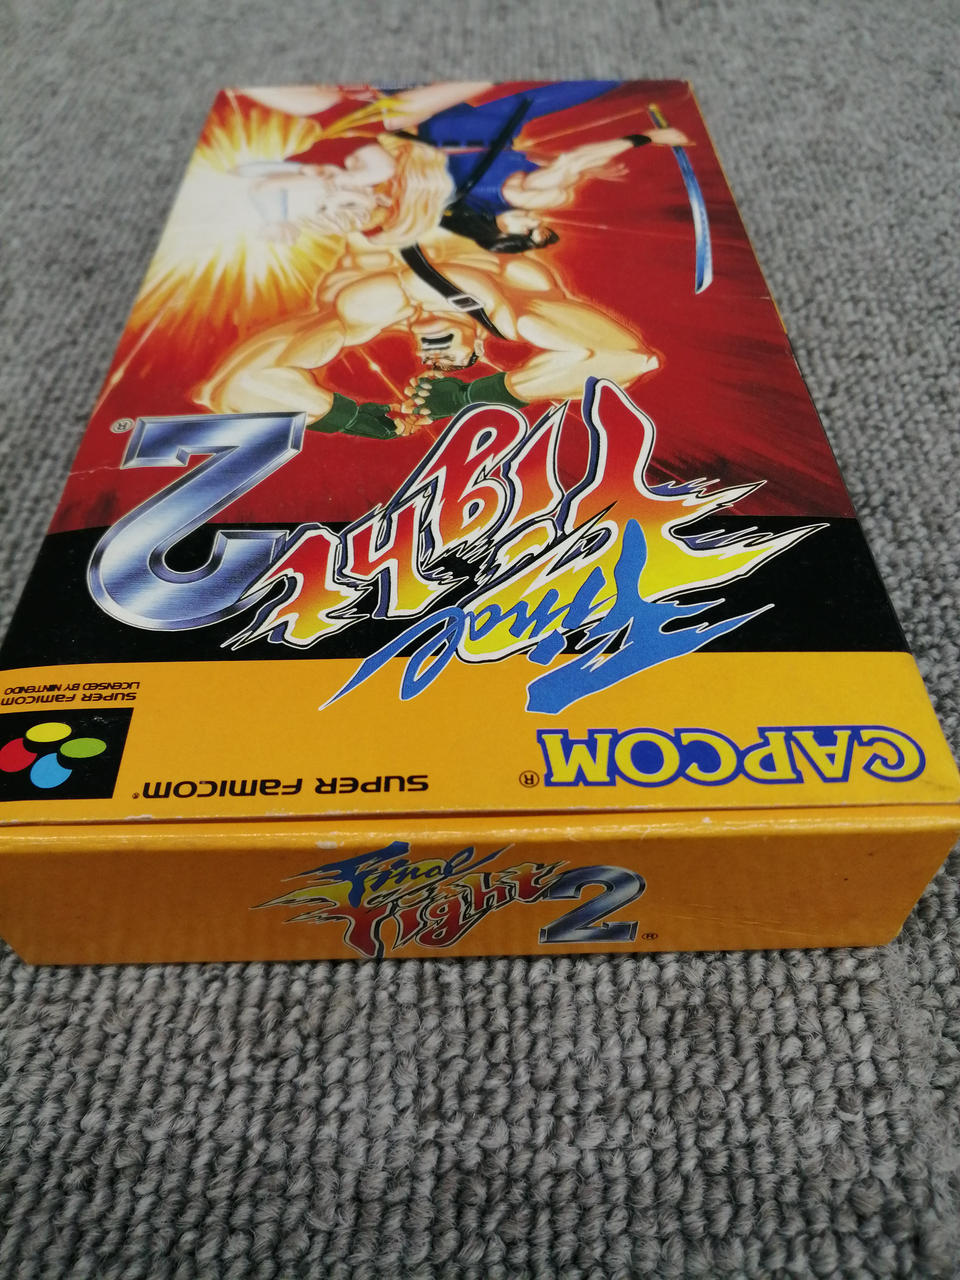 CAPCOM®
SUPER FAMICOM®
SUPER FAMICOM
LICENSED BY NINTENDO
Final
Fight 2®
Final
Fight 2®